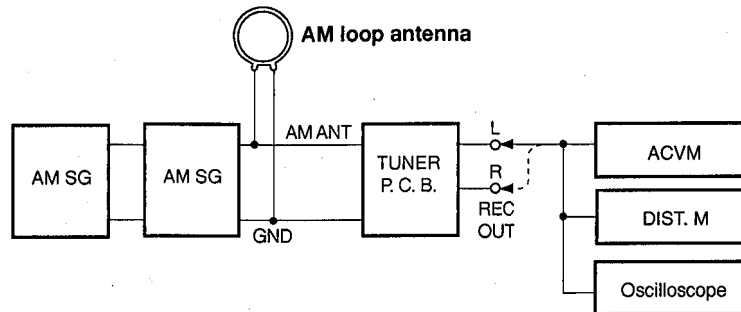 AM loop antenna
AM SG
AM SG
AM ANT
GND
TUNER
P. C. B.
L
R
REC
OUT
ACVM
DIST. M
Oscilloscope